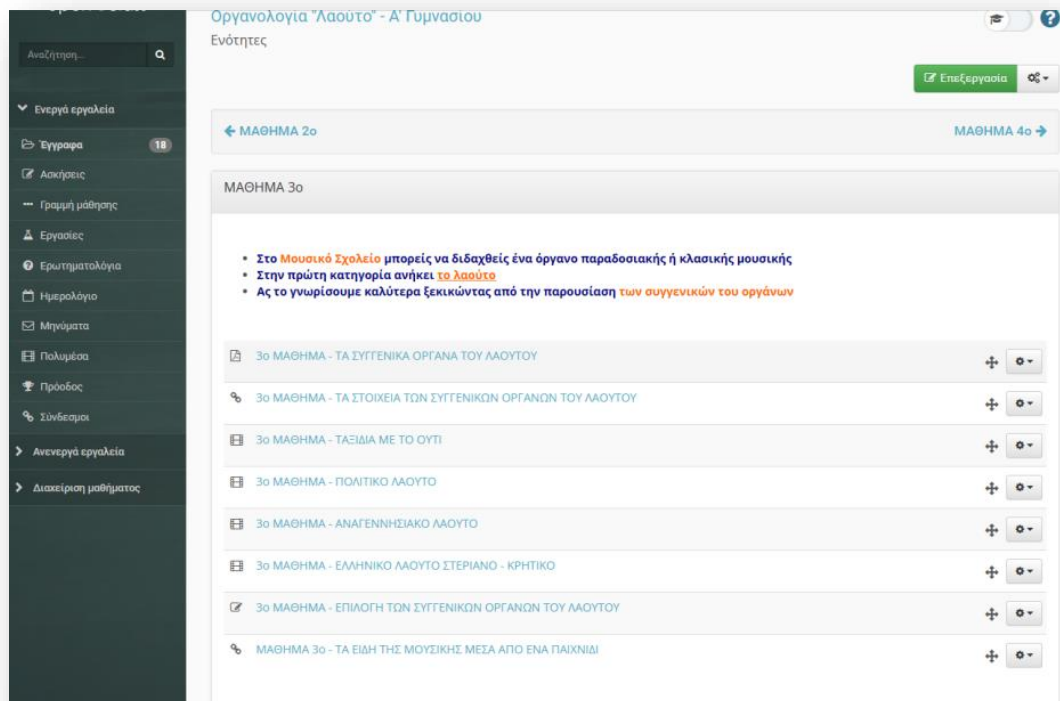 Οργανολογία "Λαούτο" - Α' Γυμνασίου
Ενότητες
Αναζήτηση...
Επεξεργασία
Ενεργά εργαλεία
Έγγραφα 18
Ασκήσεις
Γραμμή μάθησης
Εργασίες
Ερωτηματολόγια
Ημερολόγιο
Μηνύματα
Πολυμέσα
Πρόοδος
Σύνδεσμοι
Ανενεργά εργαλεία
Διαχείριση μαθήματος
ΜΑΘΗΜΑ 2ο
ΜΑΘΗΜΑ 4ο
ΜΑΘΗΜΑ 3ο
Στο Μουσικό Σχολείο μπορείς να διδαχθείς ένα όργανο παραδοσιακής ή κλασικής μουσικής
Στην πρώτη κατηγορία ανήκει το λαούτο
Ας το γνωρίσουμε καλύτερα ξεκινώντας από την παρουσίαση των συγγενικών του οργάνων
3ο ΜΑΘΗΜΑ - ΤΑ ΣΥΓΓΕΝΙΚΑ ΟΡΓΑΝΑ ΤΟΥ ΛΑΟΥΤΟΥ
3ο ΜΑΘΗΜΑ - ΤΑ ΣΤΟΙΧΕΙΑ ΤΩΝ ΣΥΓΓΕΝΙΚΩΝ ΟΡΓΑΝΩΝ ΤΟΥ ΛΑΟΥΤΟΥ
3ο ΜΑΘΗΜΑ - ΤΑΞΙΔΙΑ ΜΕ ΤΟ ΟΥΤΙ
3ο ΜΑΘΗΜΑ - ΠΟΛΙΤΙΚΟ ΛΑΟΥΤΟ
3ο ΜΑΘΗΜΑ - ΑΝΑΓΕΝΝΗΣΙΑΚΟ ΛΑΟΥΤΟ
3ο ΜΑΘΗΜΑ - ΕΛΛΗΝΙΚΟ ΛΑΟΥΤΟ ΣΤΕΡΙΑΝΟ - ΚΡΗΤΙΚΟ
3ο ΜΑΘΗΜΑ - ΕΠΙΛΟΓΗ ΤΩΝ ΣΥΓΓΕΝΙΚΩΝ ΟΡΓΑΝΩΝ ΤΟΥ ΛΑΟΥΤΟΥ
ΜΑΘΗΜΑ 3ο - ΤΑ ΕΙΔΗ ΤΗΣ ΜΟΥΣΙΚΗΣ ΜΕΣΑ ΑΠΟ ΕΝΑ ΠΑΙΧΝΙΔΙ